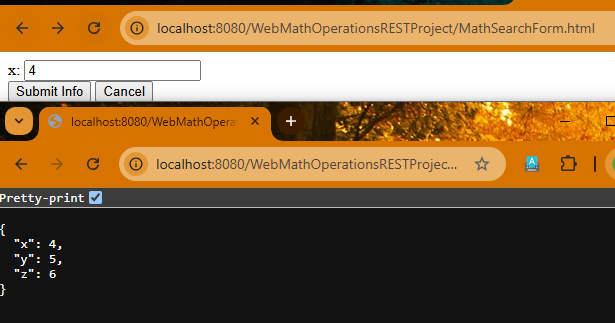 localhost:8080/WebMathOperationsRESTProject/MathSearchForm.html
x: 4
Submit Info Cancel
localhost:8080/WebMathOpera
localhost:8080/WebMathOperationsRESTProjec...
A
Pretty-print
{
"x": 4,
"y": 5,
"z": 6
}